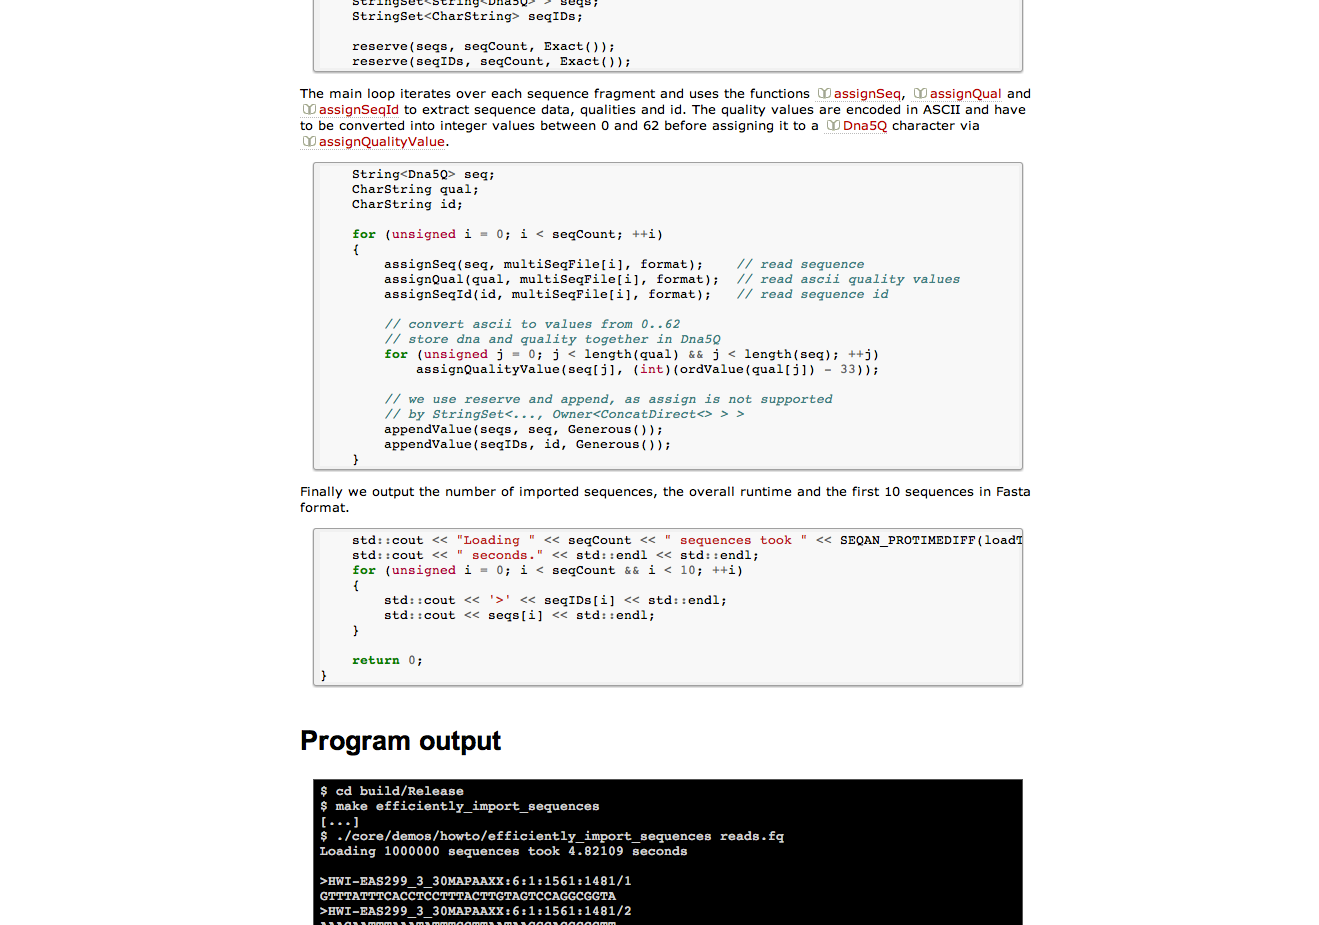 StringSet<String<Dna5Q> > seqs;
StringSet<CharString> seqIDs;
reserve(seqs, seqCount, Exact());
reserve(seqIDs, seqCount, Exact());
The main loop iterates over each sequence fragment and uses the functions assignSeq, assignQual and
assignSeqId to extract sequence data, qualities and id. The quality values are encoded in ASCII and have
to be converted into integer values between 0 and 62 before assigning it to a Dna5Q character via
assignQualityValue.
String<Dna5Q> seq;
CharString qual;
CharString id;
for (unsigned i = 0; i < seqCount; ++i)
{
assignSeq(seq, multiSeqFile[i], format);    // read sequence
assignQual(qual, multiSeqFile[i], format);  // read ascii quality values
assignSeqId(id, multiSeqFile[i], format);   // read sequence id
// convert ascii to values from 0..62
// store dna and quality together in Dna5Q
for (unsigned j = 0; j < length(qual) && j < length(seq); ++j)
assignQualityValue(seq[j], (int)(ordValue(qual[j]) - 33));
// we use reserve and append, as assign is not supported
// by StringSet<..., Owner<ConcatDirect<> > >
appendValue(seqs, seq, Generous());
appendValue(seqIDs, id, Generous());
}
Finally we output the number of imported sequences, the overall runtime and the first 10 sequences in Fasta
format.
std::cout << "Loading " << seqCount << " sequences took " << SEQAN_PROTIMEDIFF(loadT
std::cout << " seconds." << std::endl << std::endl;
for (unsigned i = 0; i < seqCount && i < 10; ++i)
{
std::cout << '>' << seqIDs[i] << std::endl;
std::cout << seqs[i] << std::endl;
}
return 0;
}
Program output
$ cd build/Release
$ make efficiently_import_sequences
[...]
$ ./core/demos/howto/efficiently_import_sequences reads.fq
Loading 1000000 sequences took 4.82109 seconds
>HWI-EAS299_3_30MAPAAXX:6:1:1561:1481/1
GTTTATTTCACCTCCTTTACTTGTAGTCCAGGCGGTA
>HWI-EAS299_3_30MAPAAXX:6:1:1561:1481/2